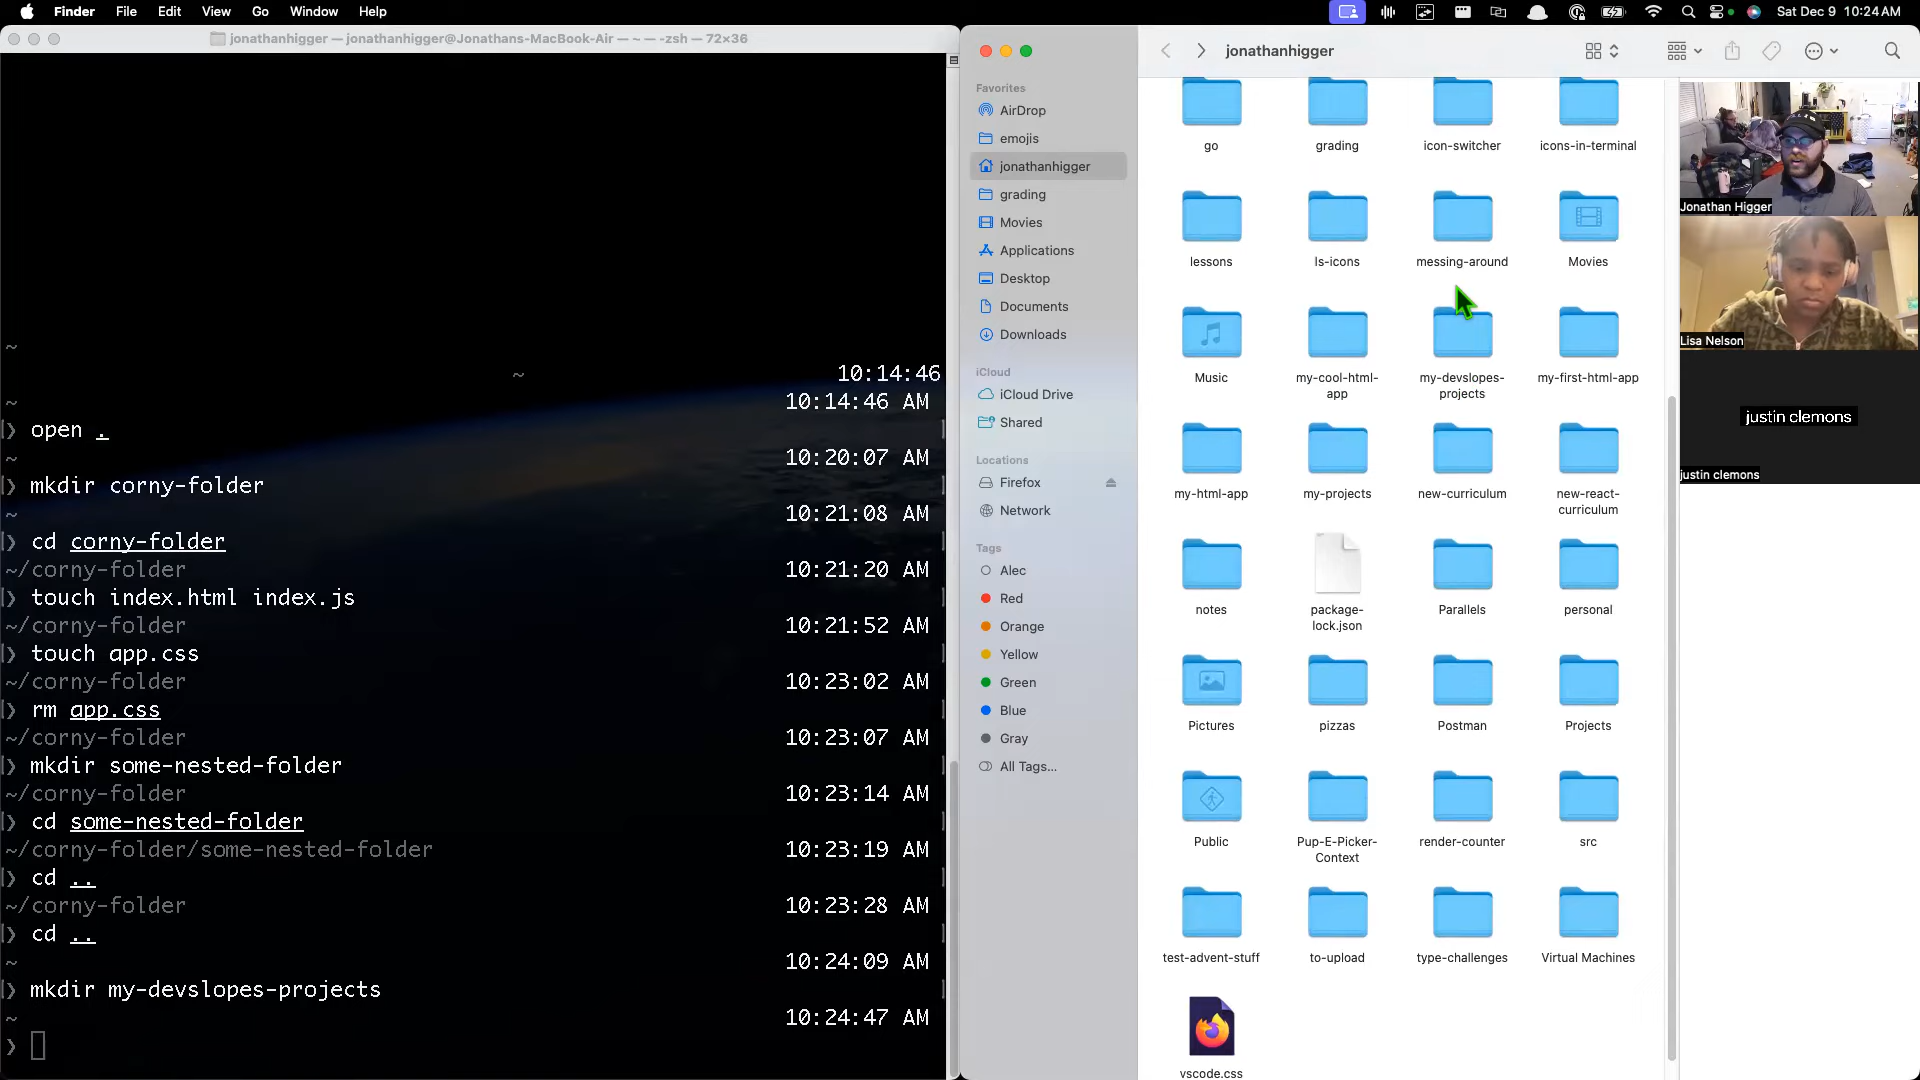 Finder File Edit View Go Window Help
Sat Dec 9 10:24 AM
jonathanhigger — jonathanhigger@Jonathans-MacBook-Air — ~ — -zsh — 72×36
~
~ 10:14:46
~ 10:14:46 AM
❯ open .
~ 10:20:07 AM
❯ mkdir corny-folder
~ 10:21:08 AM
❯ cd corny-folder
~/corny-folder 10:21:20 AM
❯ touch index.html index.js
~/corny-folder 10:21:52 AM
❯ touch app.css
~/corny-folder 10:23:02 AM
❯ rm app.css
~/corny-folder 10:23:07 AM
❯ mkdir some-nested-folder
~/corny-folder 10:23:14 AM
❯ cd some-nested-folder
~/corny-folder/some-nested-folder 10:23:19 AM
❯ cd ..
~/corny-folder 10:23:28 AM
❯ cd ..
~ 10:24:09 AM
❯ mkdir my-devslopes-projects
~ 10:24:47 AM
❯
jonathanhigger
Favorites
AirDrop
emojis
jonathanhigger
grading
Movies
Applications
Desktop
Documents
Downloads
iCloud
iCloud Drive
Shared
Locations
Firefox
Network
Tags
Alec
Red
Orange
Yellow
Green
Blue
Gray
All Tags...
go grading icon-switcher icons-in-terminal
lessons ls-icons messing-around Movies
Music my-cool-html-app my-devslopes-projects my-first-html-app
my-html-app my-projects new-curriculum new-react-curriculum
notes package-lock.json Parallels personal
Pictures pizzas Postman Projects
Public Pup-E-Picker-Context render-counter src
test-advent-stuff to-upload type-challenges Virtual Machines
vscode.css
Jonathan Higger
Lisa Nelson
justin clemons
justin clemons